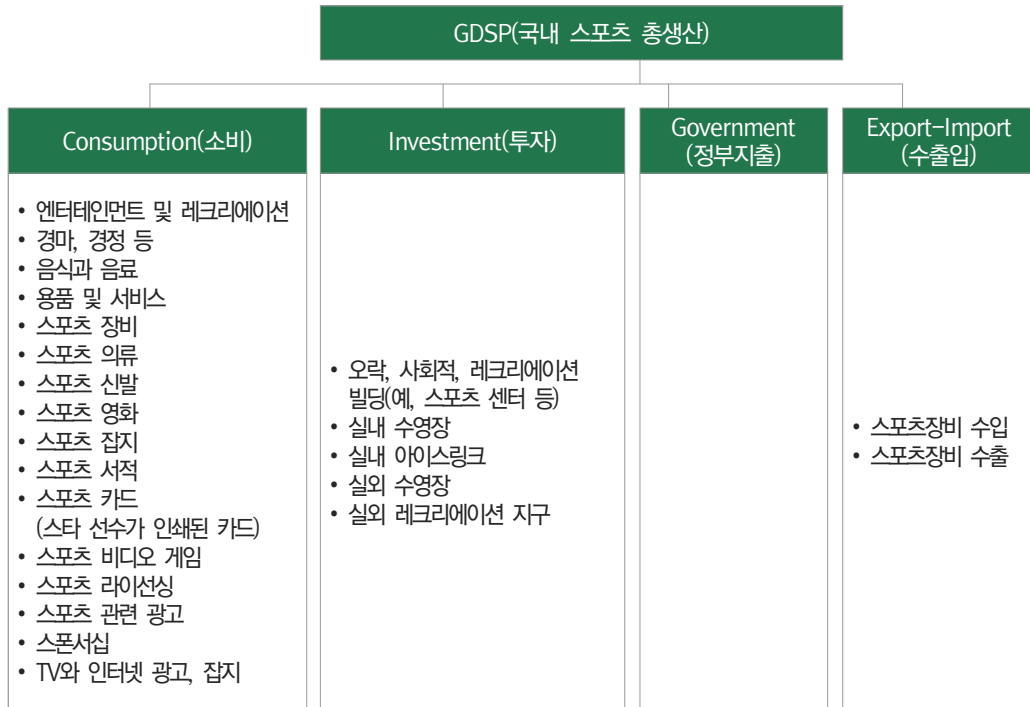 GDSP(국내 스포츠 총생산)
Consumption(소비)
• 엔터테인먼트 및 레크리에이션
• 경마, 경정 등
• 음식과 음료
• 용품 및 서비스
• 스포츠 장비
• 스포츠 의류
• 스포츠 신발
• 스포츠 영화
• 스포츠 잡지
• 스포츠 서적
• 스포츠 카드
(스타 선수가 인쇄된 카드)
• 스포츠 비디오 게임
• 스포츠 라이선싱
• 스포츠 관련 광고
• 스폰서십
• TV와 인터넷 광고, 잡지
Investment(투자)
• 오락, 사회적, 레크리에이션
빌딩(예, 스포츠 센터 등)
• 실내 수영장
• 실내 아이스링크
• 실외 수영장
• 실외 레크리에이션 지구
Government
(정부지출)
Export-Import
(수출입)
• 스포츠장비 수입
• 스포츠장비 수출